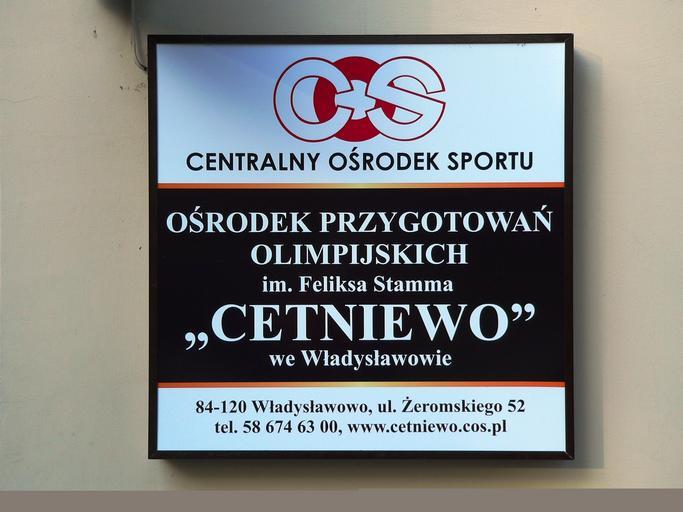 COS
CENTRALNY OŚRODEK SPORTU
OŚRODEK PRZYGOTOWAŃ
OLIMPIJSKICH
im. Feliksa Stamma
„CETNIEWO”
we Władysławowie
84-120 Władysławowo, ul. Żeromskiego 52
tel. 58 674 63 00, www.cetniewo.cos.pl